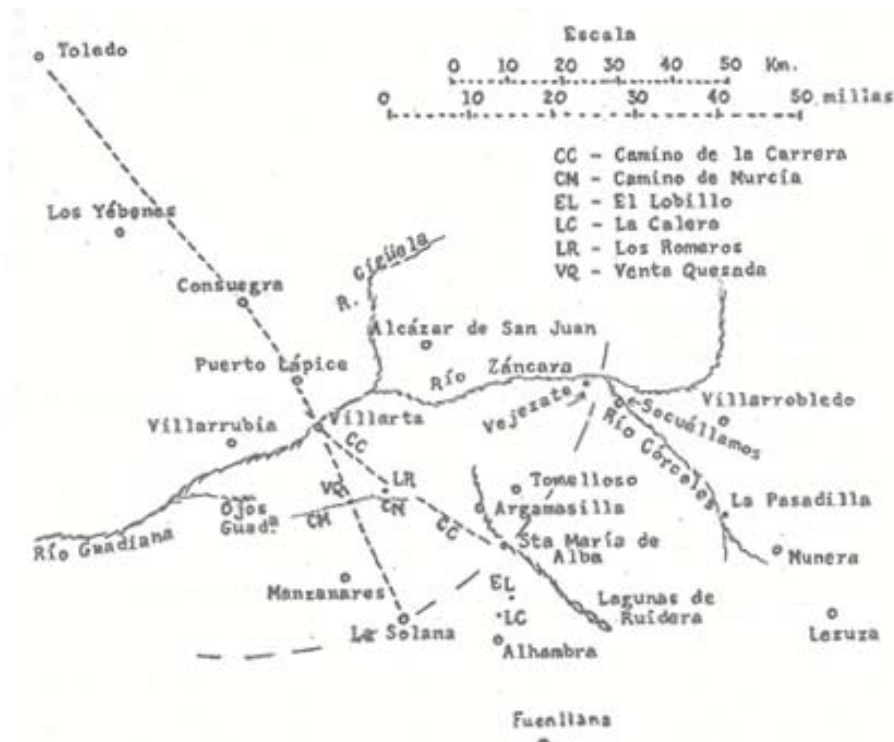 Escala
Toledo
0 10 20 30 40 50 Km.
0 10 20 30 40 50 millas
CC - Camino de la Carrera
CM - Camino de Murcia
EL - El Lobillo
LC - La Calera
LR - Los Romeros
VQ - Venta Quesada
Los Yébenes
R. Cigüela
Consuegra
Alcázar de San Juan
Puerto Lápice
Río Záncara
Villarta
Vejezate
Socuéllamos
Villarrobledo
Villarrubia
CC
Río Córcoles
LR
VQ
Tomelloso
La Pasadilla
Ojos
Guad.a
CM
CM
Argamasilla
CC
Río Guadiana
Sta María de
Alba
Munera
Manzanares
EL
Lagunas de
Ruidera
LC
La Solana
Lezuza
Alhambra
Fuenllana